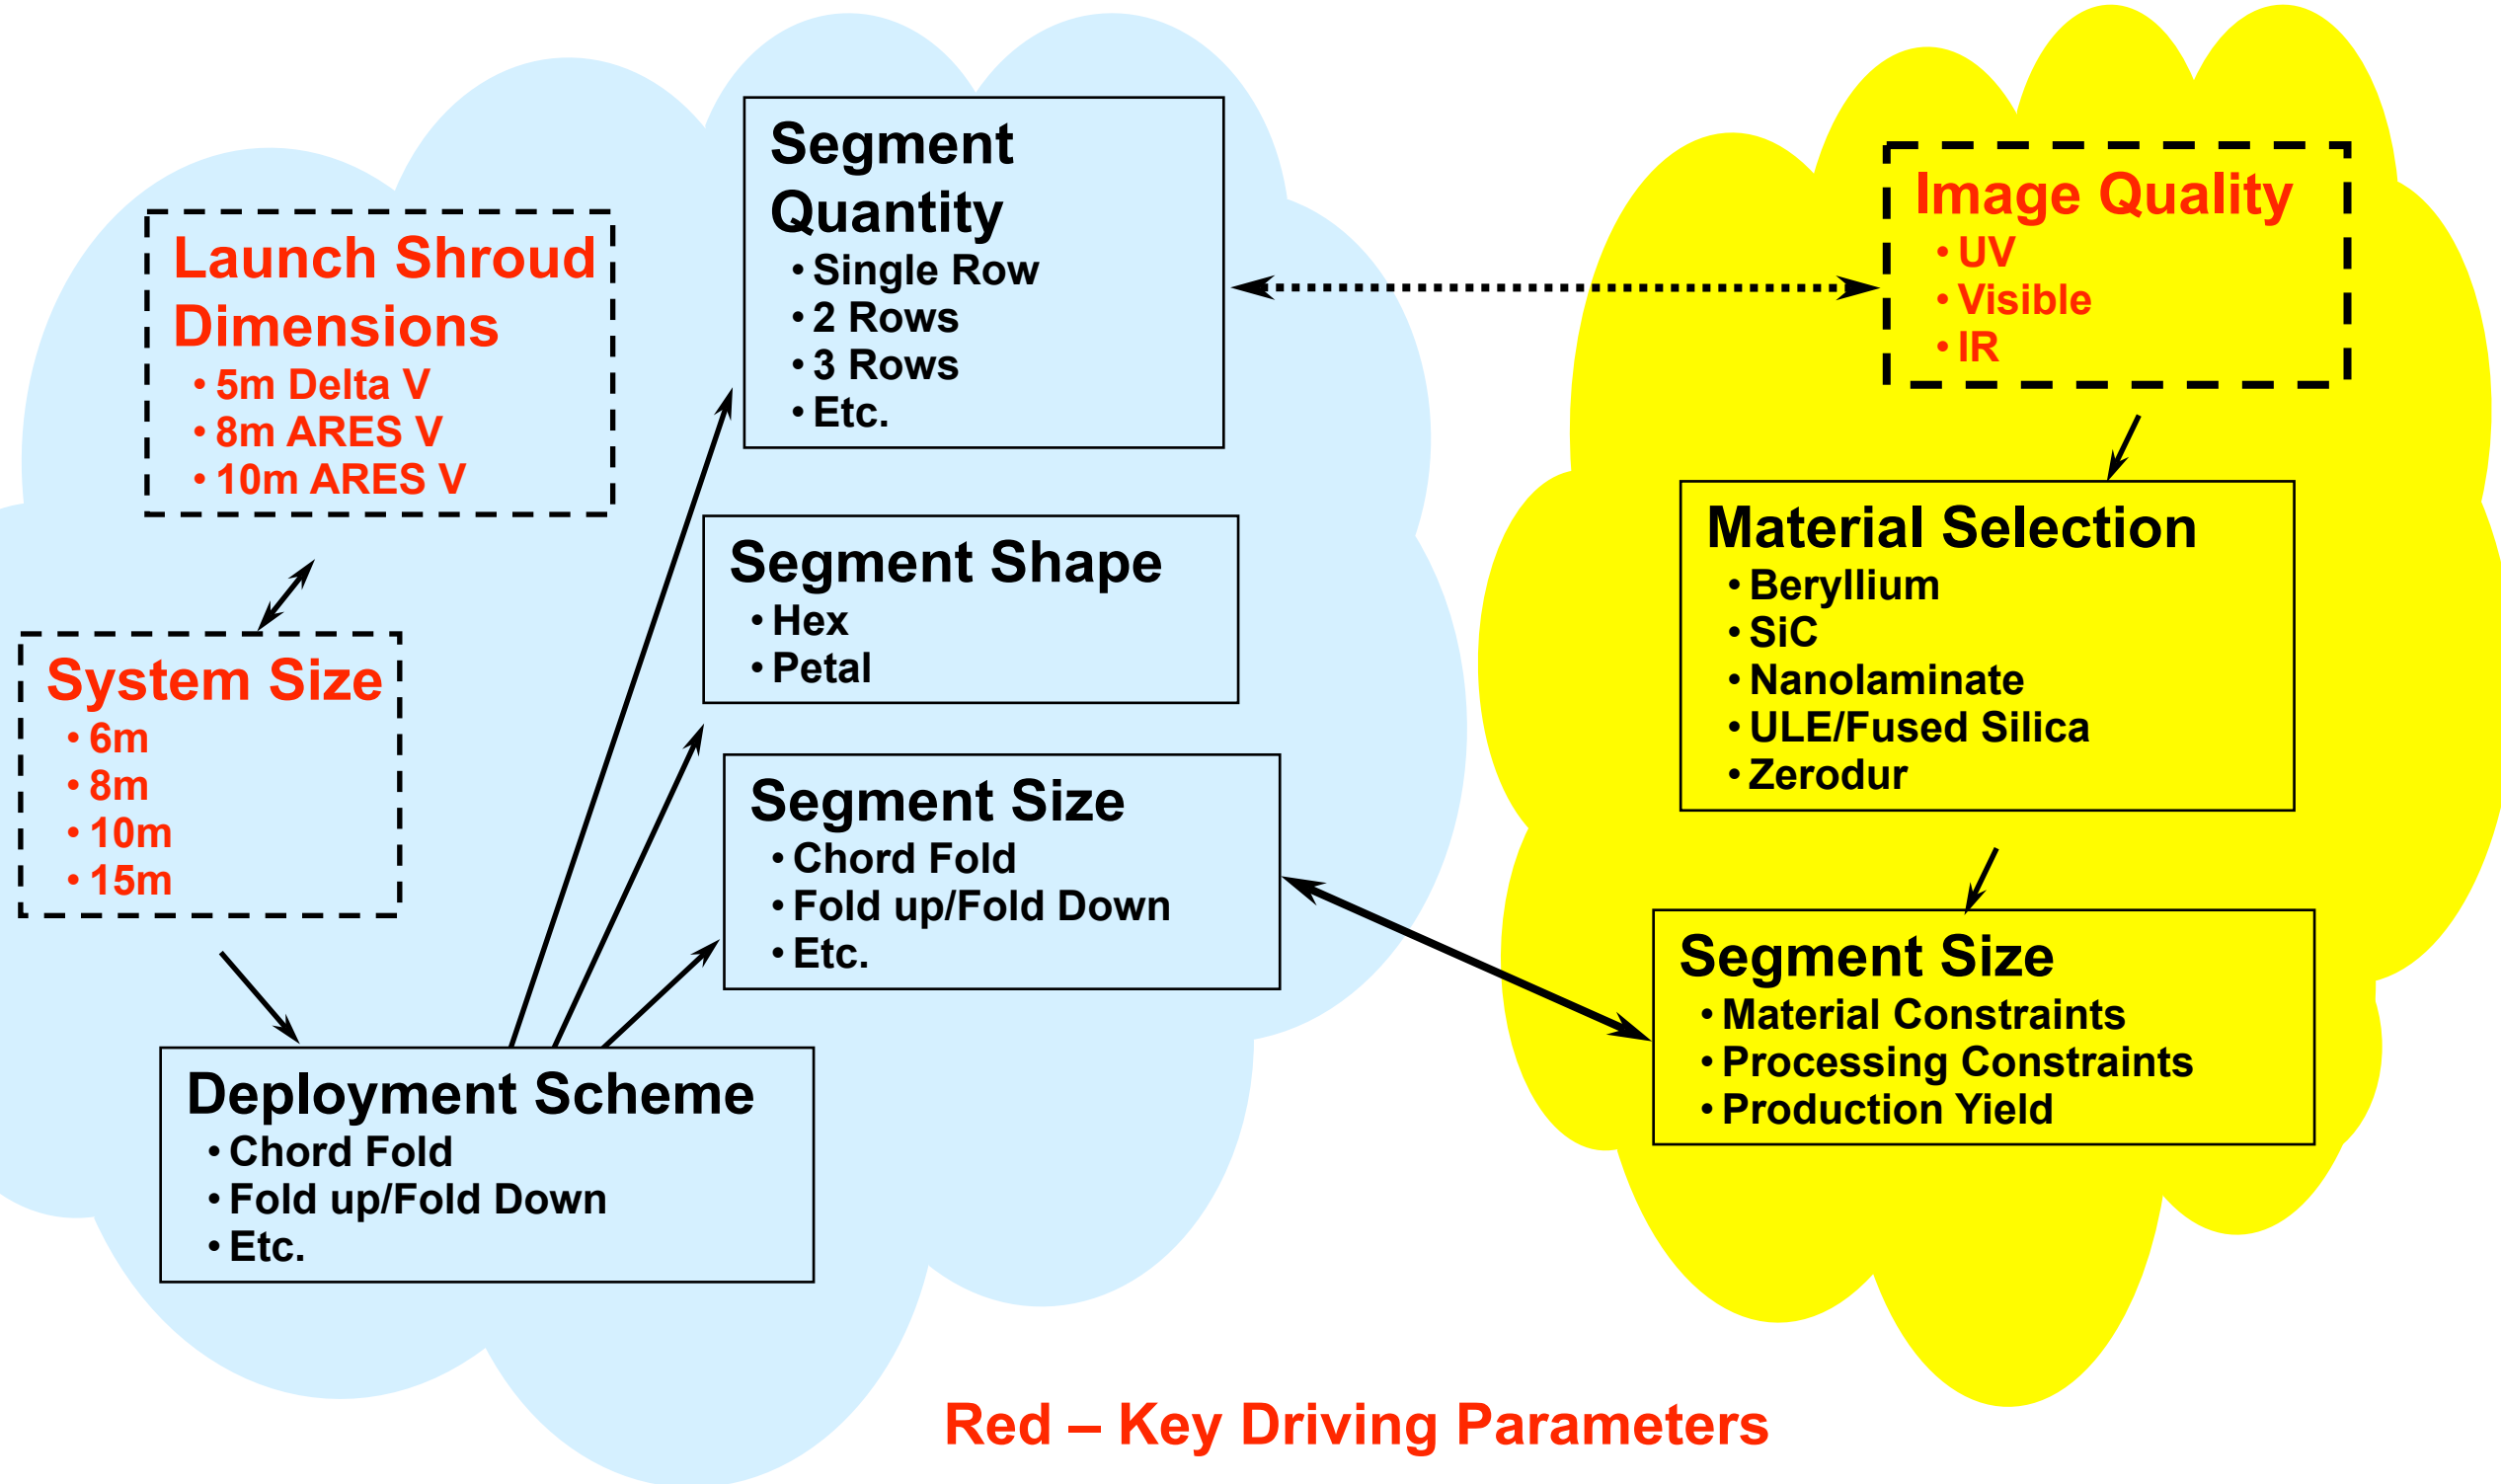 Launch Shroud
Dimensions
• 5m Delta V
• 8m ARES V
• 10m ARES V
System Size
• 6m
• 8m
• 10m
• 15m
Deployment Scheme
• Chord Fold
• Fold up/Fold Down
• Etc.
Segment
Quantity
• Single Row
• 2 Rows
• 3 Rows
• Etc.
Segment Shape
• Hex
• Petal
Segment Size
• Chord Fold
• Fold up/Fold Down
• Etc.
Image Quality
• UV
• Visible
• IR
Material Selection
• Beryllium
• SiC
• Nanolaminate
• ULE/Fused Silica
• Zerodur
Segment Size
• Material Constraints
• Processing Constraints
• Production Yield
Red – Key Driving Parameters